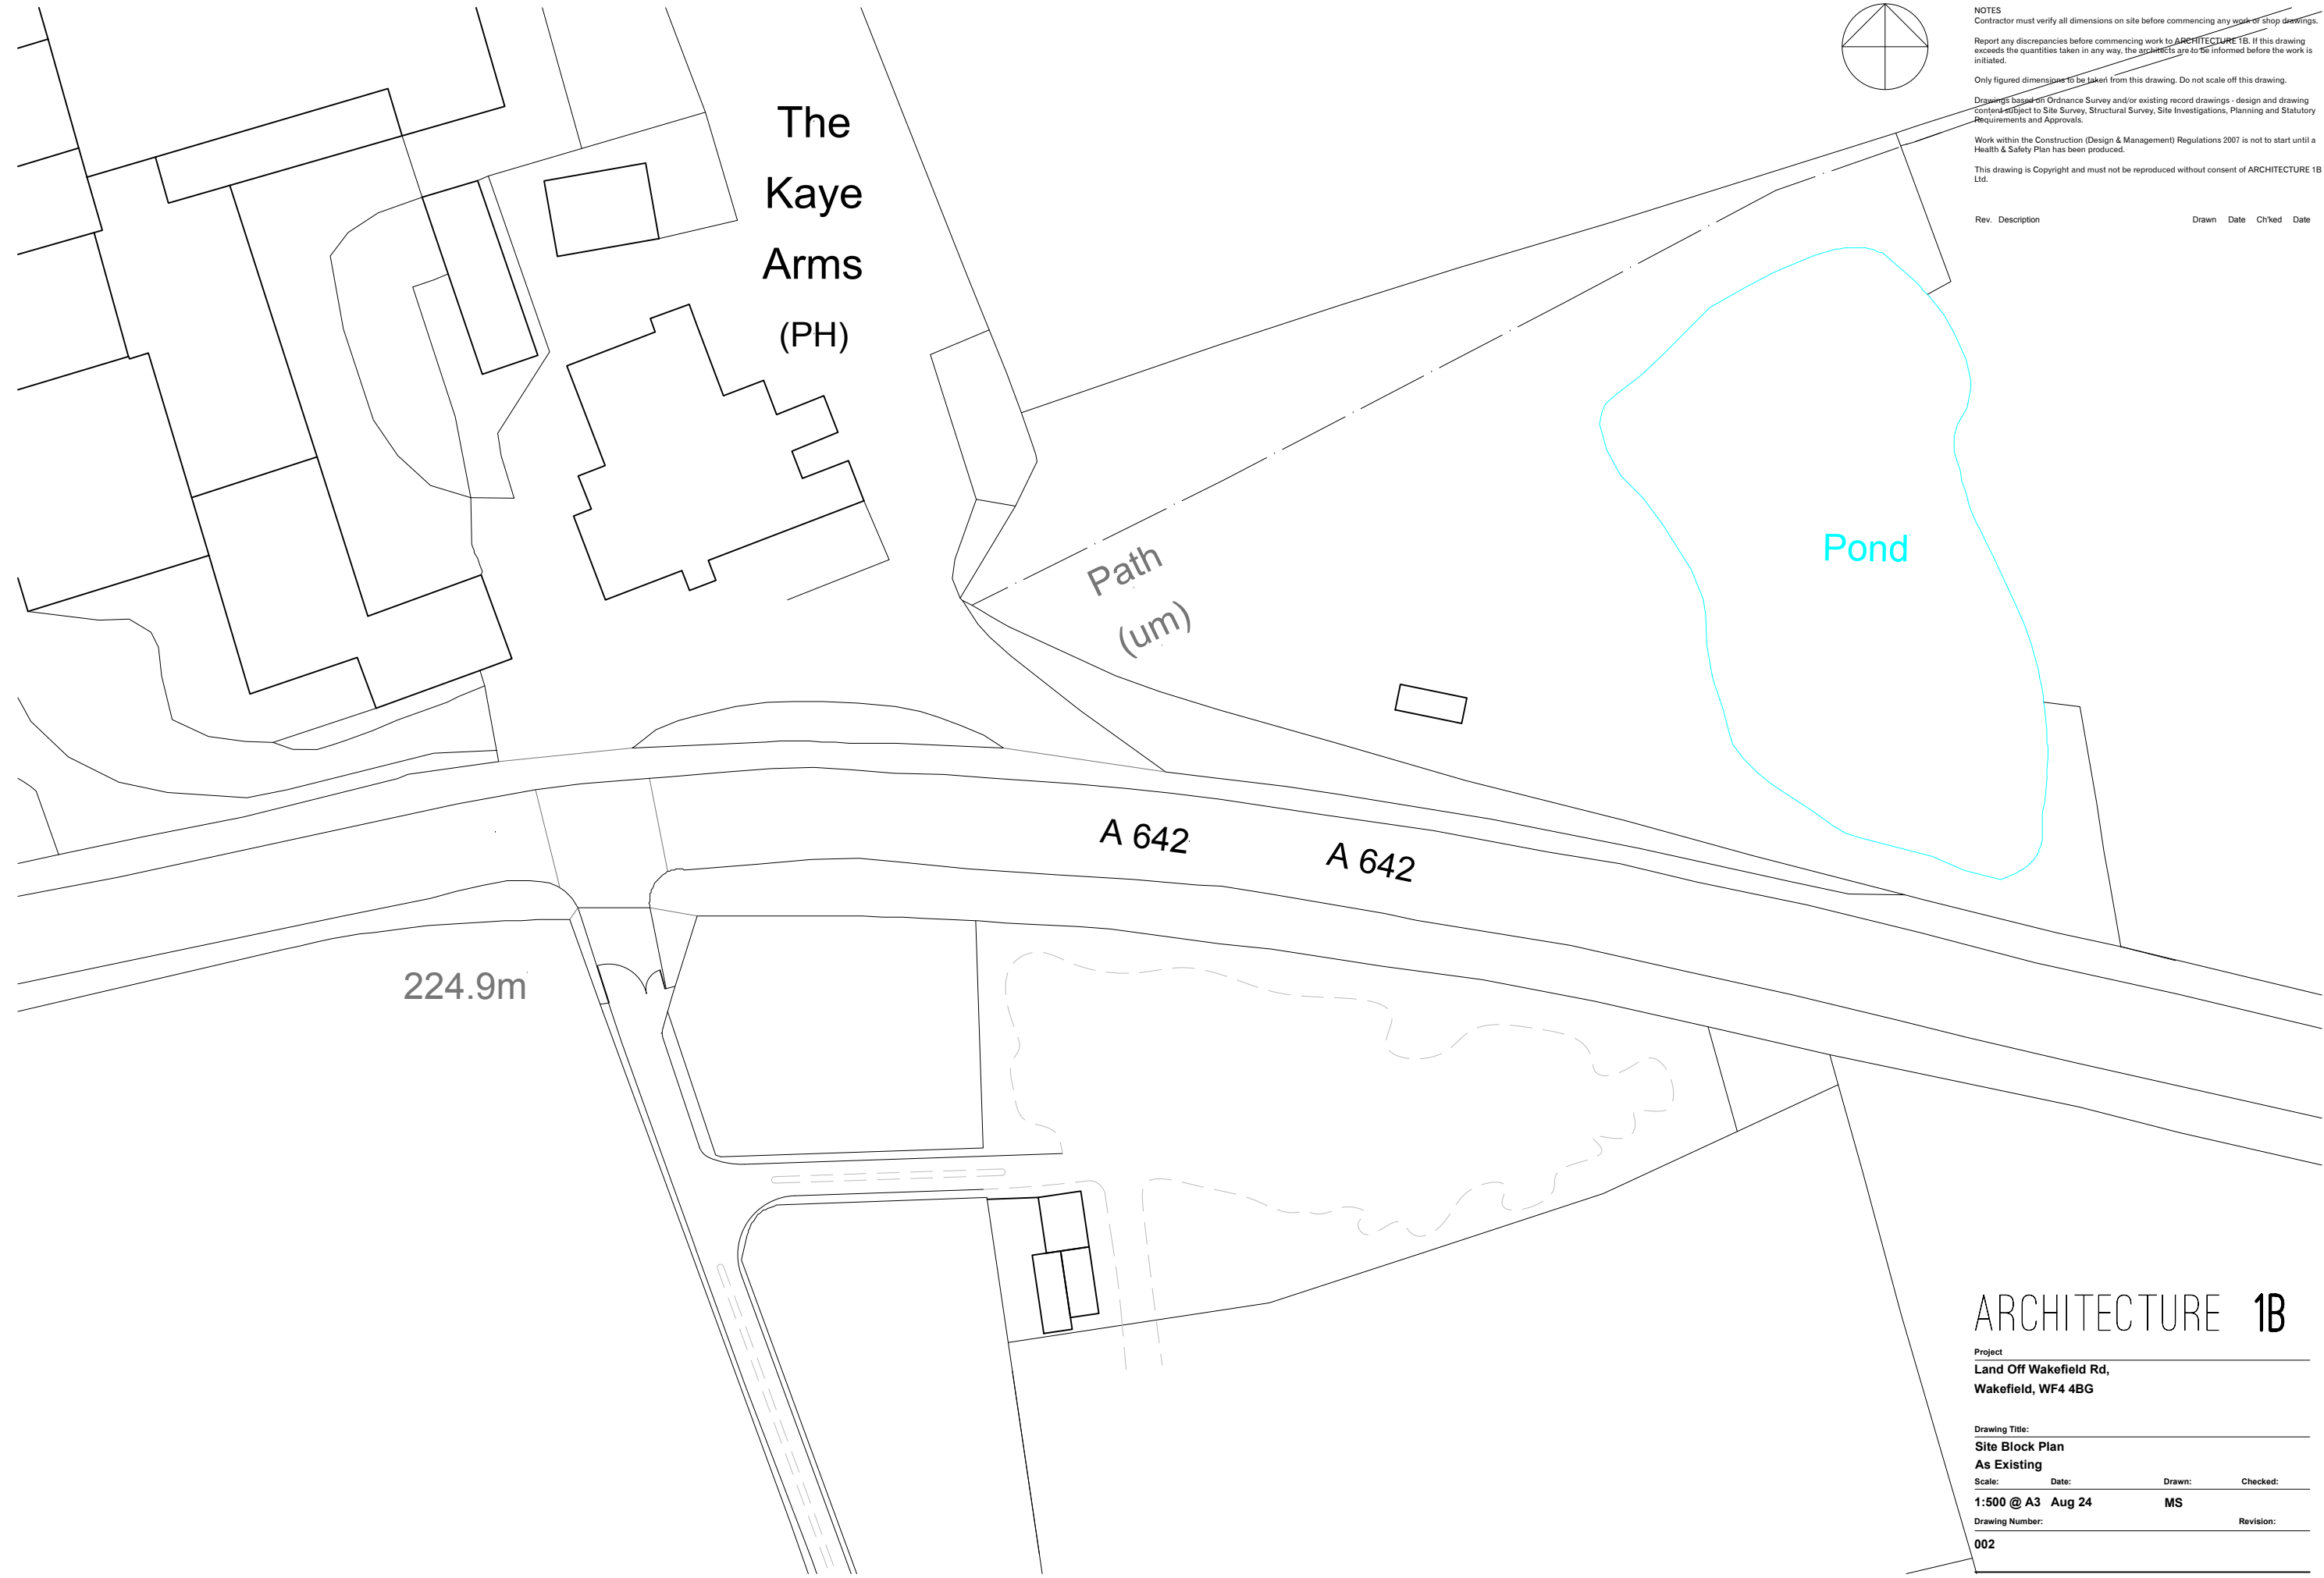 The
Kaye
Arms
(PH)
Path
(um)
Pond
A 642
A 642
224.9m
NOTES
Contractor must verify all dimensions on site before commencing any work or shop drawings.
Report any discrepancies before commencing work to ARCHITECTURE 1B. If this drawing
exceeds the quantities taken in any way, the architects are to be informed before the work is
initiated.
Only figured dimensions to be taken from this drawing. Do not scale off this drawing.
Drawings based on Ordnance Survey and/or existing record drawings - design and drawing
content subject to Site Survey, Structural Survey, Site Investigations, Planning and Statutory
Requirements and Approvals.
Work within the Construction (Design & Management) Regulations 2007 is not to start until a
Health & Safety Plan has been produced.
This drawing is Copyright and must not be reproduced without consent of ARCHITECTURE 1B
Ltd.
Rev. Description Drawn Date Ch'ked Date
ARCHITECTURE 1B
Project
Land Off Wakefield Rd,
Wakefield, WF4 4BG
Drawing Title:
Site Block Plan
As Existing
Scale: Date: Drawn: Checked:
1:500 @ A3 Aug 24 MS
Drawing Number: Revision:
002